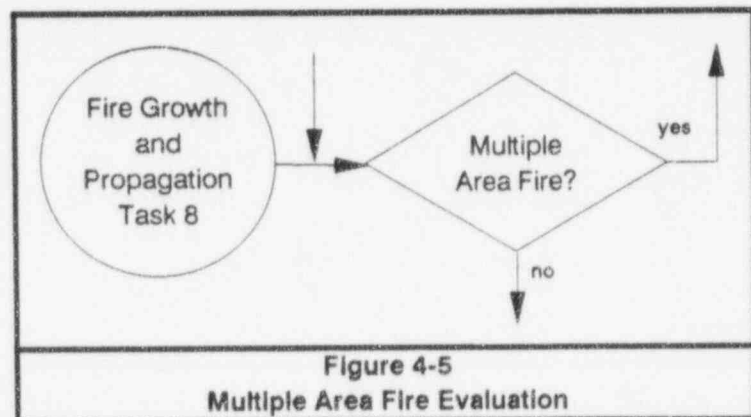 Fire Growth
and
Propagation
Task 8
Multiple
Area Fire?
yes
no
Figure 4-5
Multiple Area Fire Evaluation